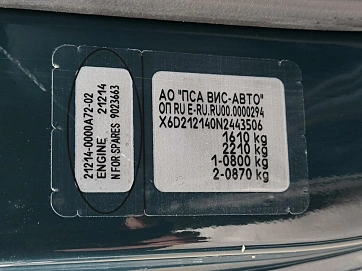 21214-0000A72-02
ENGINE 21214
N FOR SPARES 9023663
АО "ПСА ВИС-АВТО"
ОП RU E-RU.RU00.0000294
X6D212140N2443506
1610 kg
2210 kg
1-0800 kg
2-0870 kg